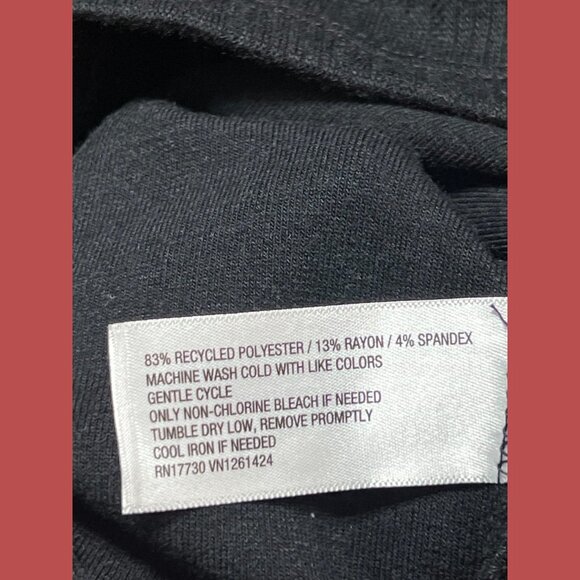 83% RECYCLED POLYESTER / 13% RAYON / 4% SPANDEX
MACHINE WASH COLD WITH LIKE COLORS
GENTLE CYCLE
ONLY NON-CHLORINE BLEACH IF NEEDED
TUMBLE DRY LOW, REMOVE PROMPTLY
COOL IRON IF NEEDED
RN17730 VN1261424